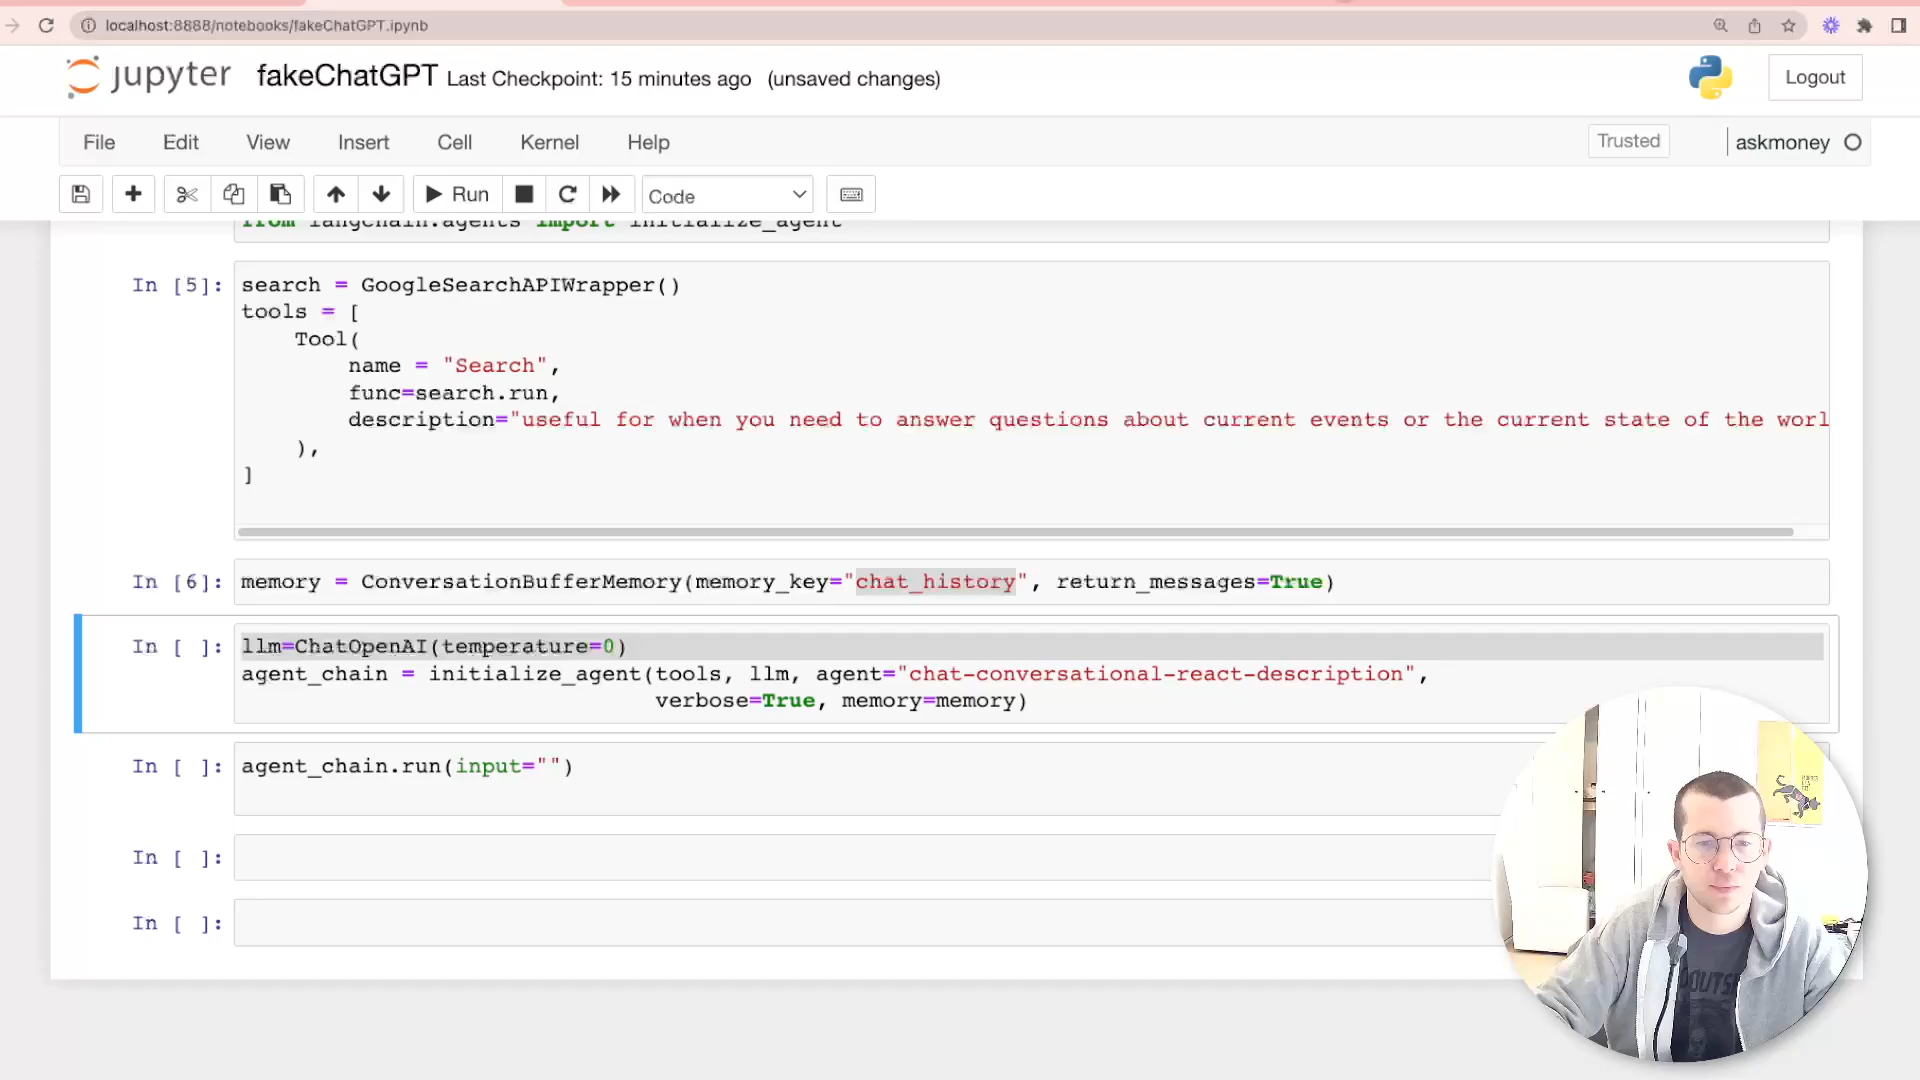 localhost:8888/notebooks/fakeChatGPT.ipynb
jupyter fakeChatGPT Last Checkpoint: 15 minutes ago (unsaved changes)
Logout
File Edit View Insert Cell Kernel Help
Trusted
askmoney
Run
Code
from langchain.agents import initialize_agent
In [5]: search = GoogleSearchAPIWrapper()
tools = [
Tool(
name = "Search",
func=search.run,
description="useful for when you need to answer questions about current events or the current state of the worl
),
]
In [6]: memory = ConversationBufferMemory(memory_key="chat_history", return_messages=True)
In [ ]: llm=ChatOpenAI(temperature=0)
agent_chain = initialize_agent(tools, llm, agent="chat-conversational-react-description",
verbose=True, memory=memory)
In [ ]: agent_chain.run(input="")
In [ ]:
In [ ]: